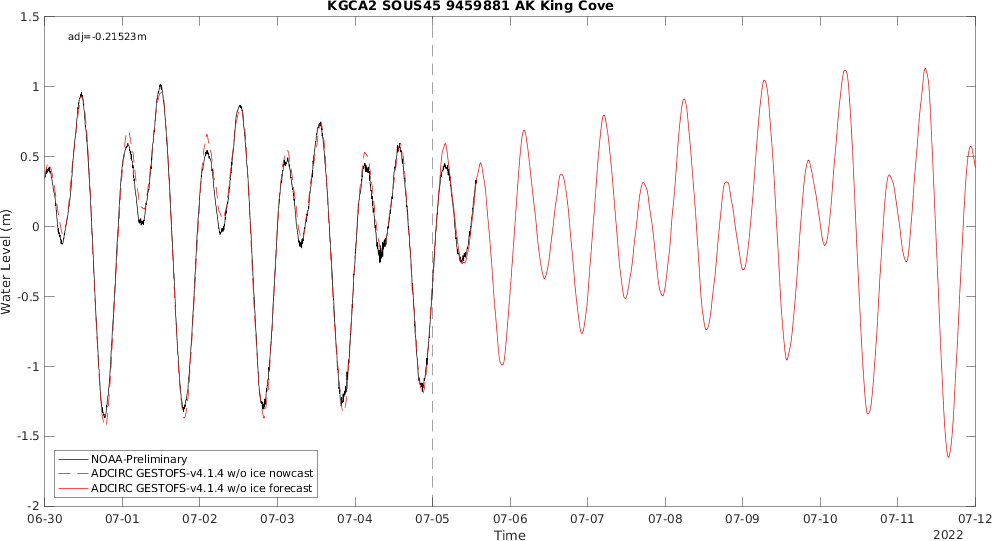 KGCA2 SOUS45 9459881 AK King Cove
adj=-0.21523m
1.5
1
0.5
0
-0.5
-1
-1.5
-2
Water Level (m)
NOAA-Preliminary
ADCIRC GESTOFS-v4.1.4 w/o ice nowcast
ADCIRC GESTOFS-v4.1.4 w/o ice forecast
06-30 07-01 07-02 07-03 07-04 07-05 07-06 07-07 07-08 07-09 07-10 07-11 07-12
Time
2022